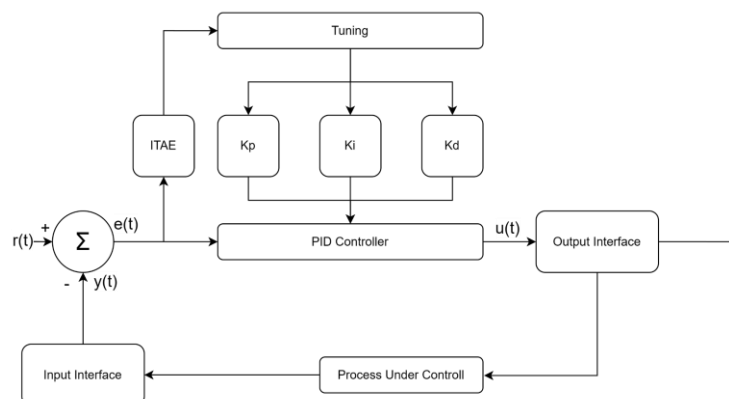 Tuning
ITAE
Kp
Ki
Kd
r(t)
+
Σ
e(t)
PID Controller
u(t)
Output Interface
-
y(t)
Input Interface
Process Under Controll